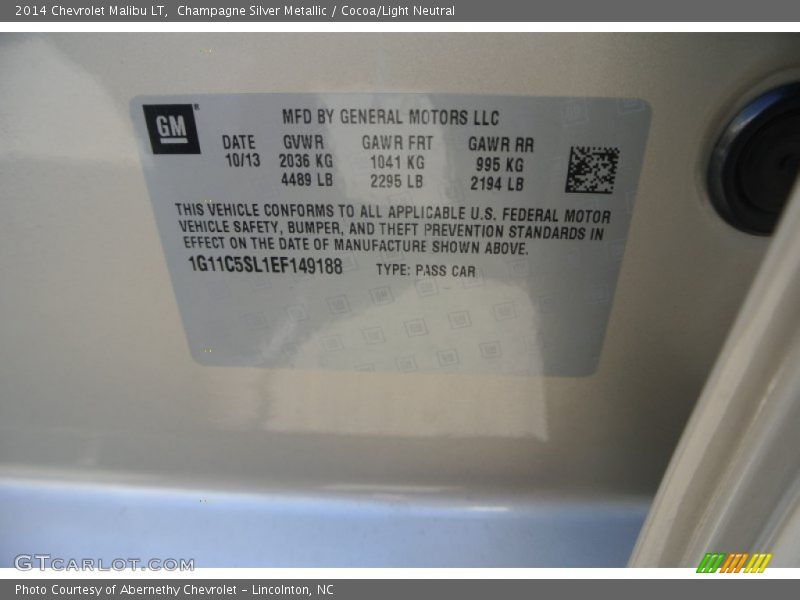 2014 Chevrolet Malibu LT,  Champagne Silver Metallic / Cocoa/Light Neutral
GM®
MFD BY GENERAL MOTORS LLC
DATE GVWR GAWR FRT GAWR RR
10/13 2036 KG 1041 KG 995 KG
4489 LB 2295 LB 2194 LB
THIS VEHICLE CONFORMS TO ALL APPLICABLE U.S. FEDERAL MOTOR
VEHICLE SAFETY, BUMPER, AND THEFT PREVENTION STANDARDS IN
EFFECT ON THE DATE OF MANUFACTURE SHOWN ABOVE.
1G11C5SL1EF149188 TYPE: PASS CAR
GTCARLOT.COM
Photo Courtesy of Abernethy Chevrolet – Lincolnton, NC